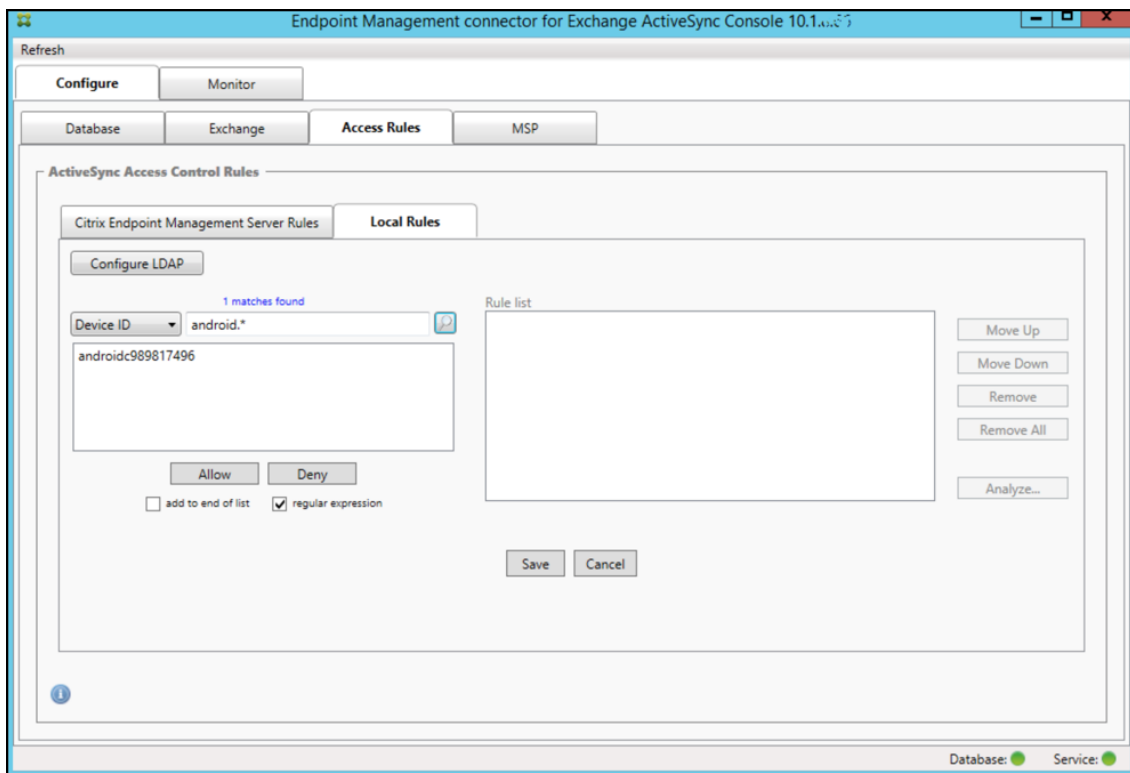 Endpoint Management connector for Exchange ActiveSync Console 10.1
Refresh
Configure Monitor
Database Exchange Access Rules MSP
ActiveSync Access Control Rules
Citrix Endpoint Management Server Rules Local Rules
Configure LDAP
1 matches found
Rule list
Device ID android.*
androidc989817496
Move Up
Move Down
Remove
Remove All
Allow Deny
Analyze...
add to end of list regular expression
Save Cancel
Database: Service: